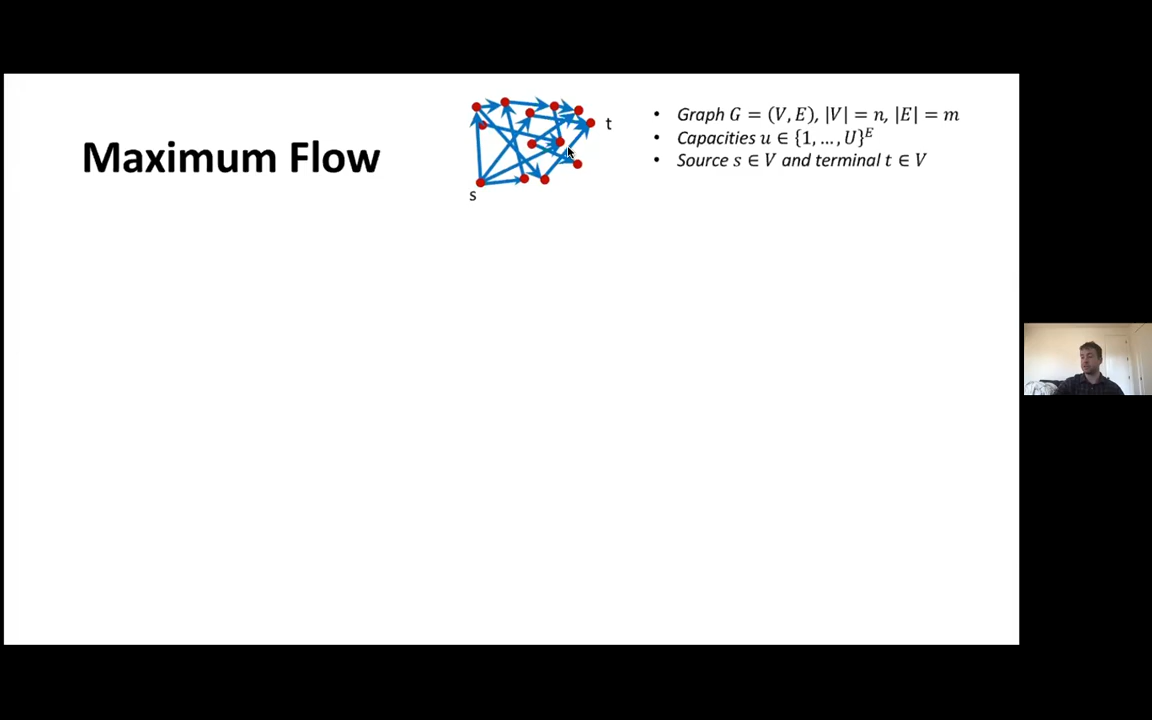 Maximum Flow
s
t
• Graph G = (V, E), |V| = n, |E| = m
• Capacities u ∈ {1, …, U}^E
• Source s ∈ V and terminal t ∈ V